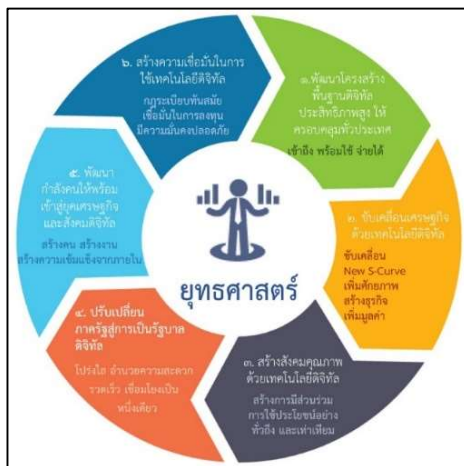 ยุทธศาสตร์
๑.พัฒนาโครงสร้าง
พื้นฐานดิจิทัล
ประสิทธิภาพสูง ให้
ครอบคลุมทั่วประเทศ
เข้าถึง พร้อมใช้ จ่ายได้
๒. ขับเคลื่อนเศรษฐกิจ
ด้วยเทคโนโลยีดิจิทัล
ขับเคลื่อน
New S-Curve
เพิ่มศักยภาพ
สร้างธุรกิจ
เพิ่มมูลค่า
๓. สร้างสังคมคุณภาพ
ด้วยเทคโนโลยีดิจิทัล
สร้างการมีส่วนร่วม
การใช้ประโยชน์อย่าง
ทั่วถึง และเท่าเทียม
๔. ปรับเปลี่ยน
ภาครัฐสู่การเป็นรัฐบาล
ดิจิทัล
โปร่งใส อำนวยความสะดวก
รวดเร็ว เชื่อมโยงเป็น
หนึ่งเดียว
๕. พัฒนา
กำลังคนให้พร้อม
เข้าสู่ยุคเศรษฐกิจ
และสังคมดิจิทัล
สร้างคน สร้างงาน
สร้างความเข้มแข็งจากภายใน
๖. สร้างความเชื่อมั่นในการ
ใช้เทคโนโลยีดิจิทัล
กฎระเบียบทันสมัย
เชื่อมั่นในการลงทุน
มีความมั่นคงปลอดภัย